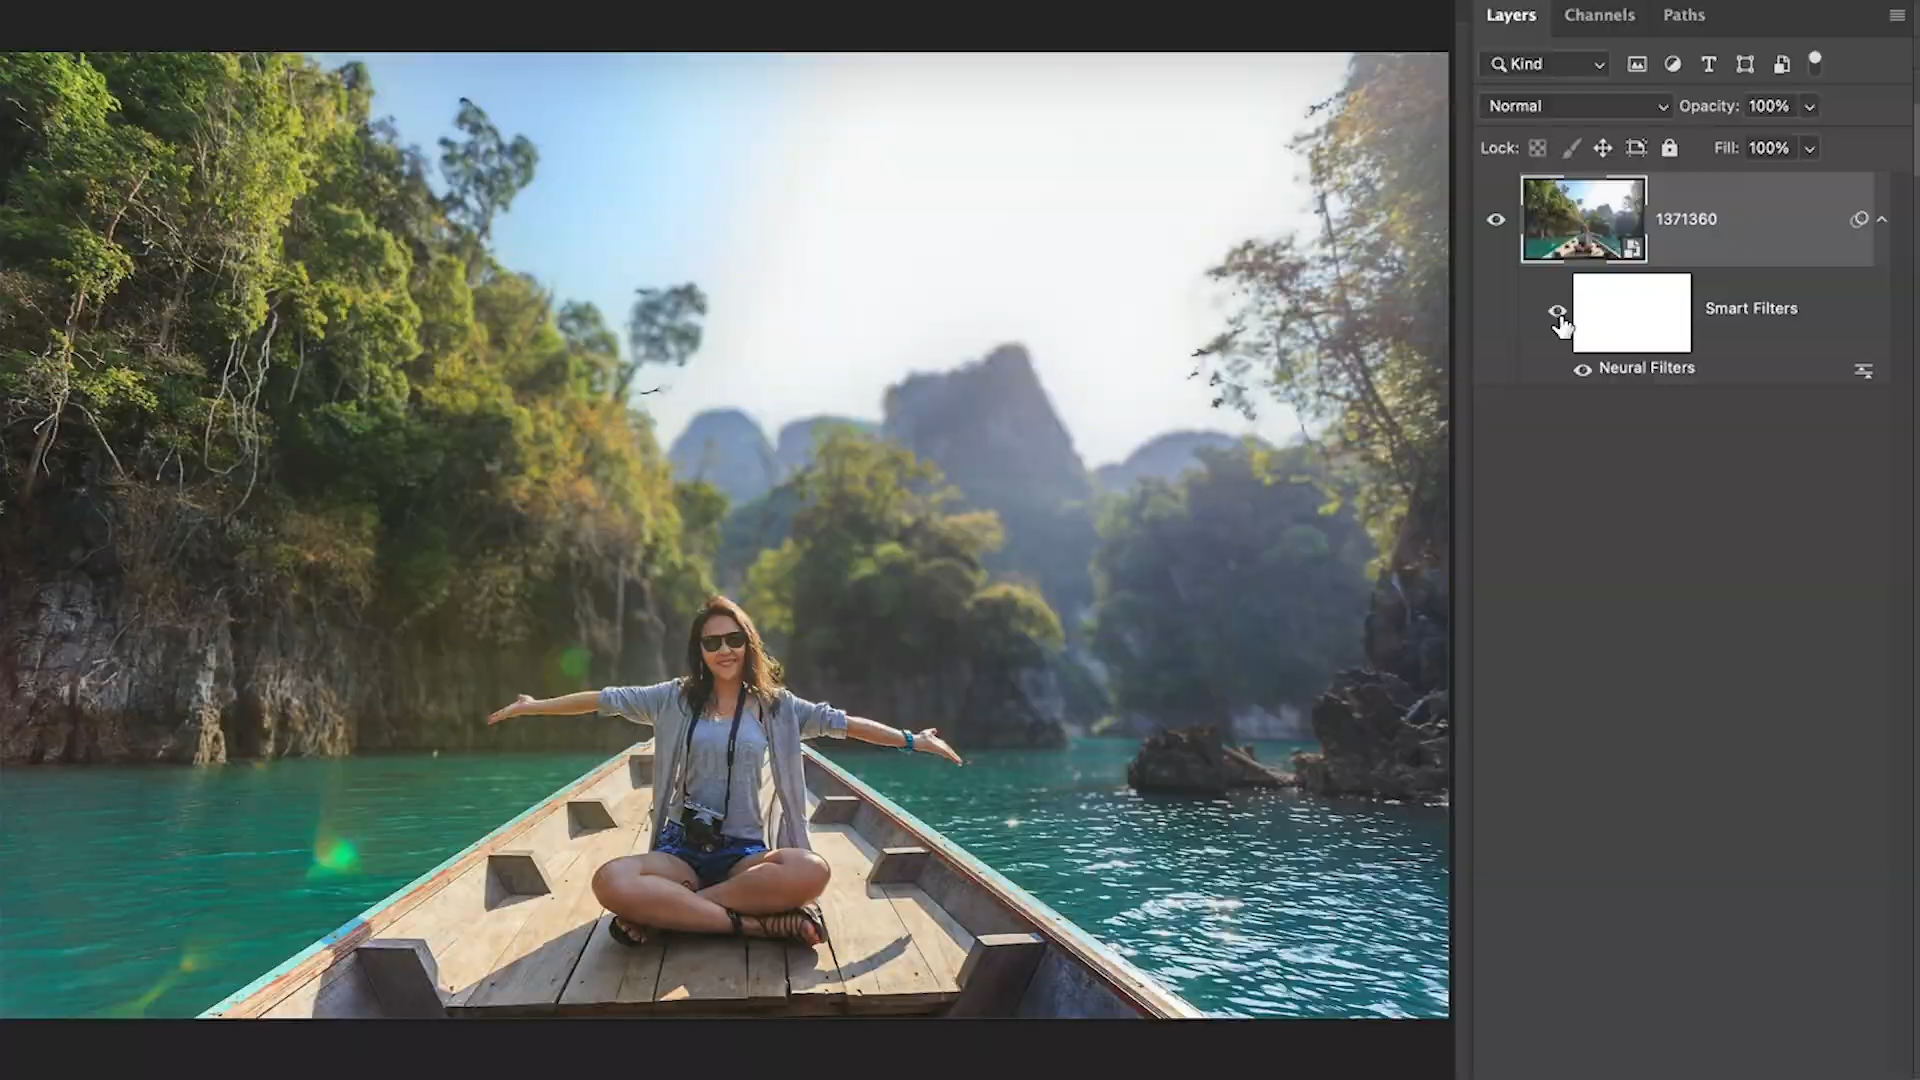 Layers Channels Paths
Kind
Normal Opacity: 100%
Lock: Fill: 100%
1371360
Smart Filters
Neural Filters